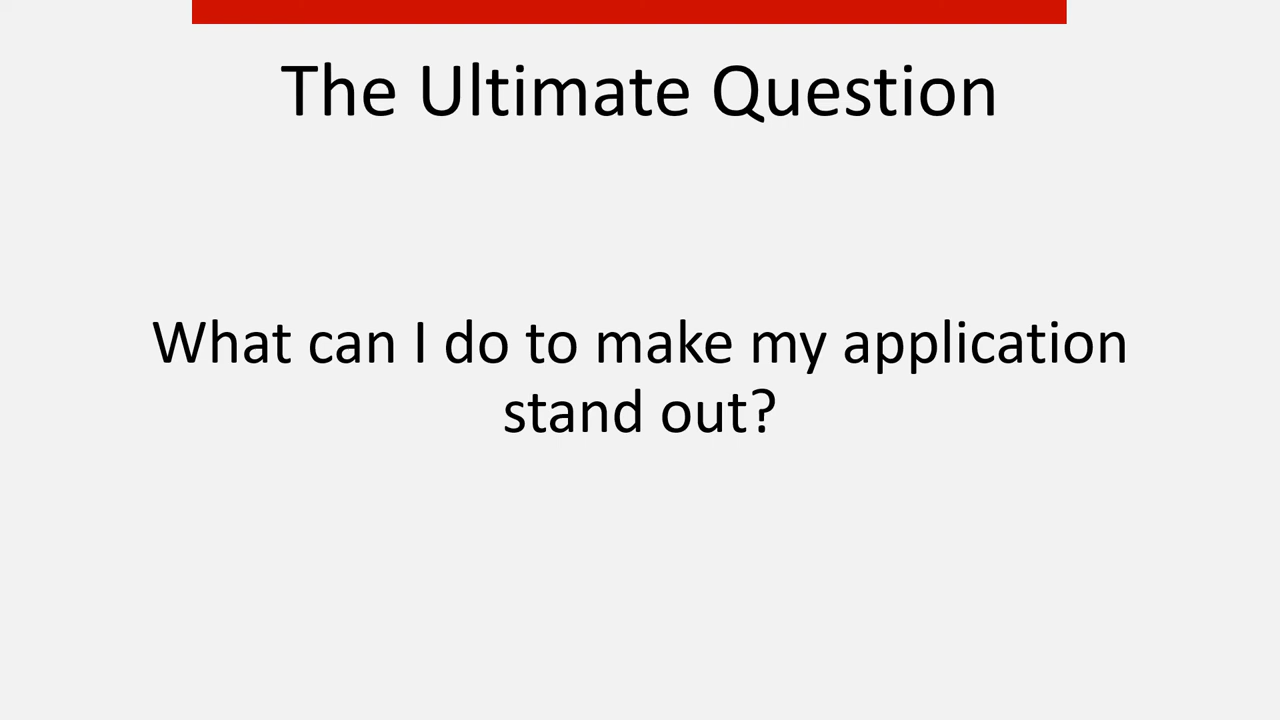 The Ultimate Question
What can I do to make my application
stand out?